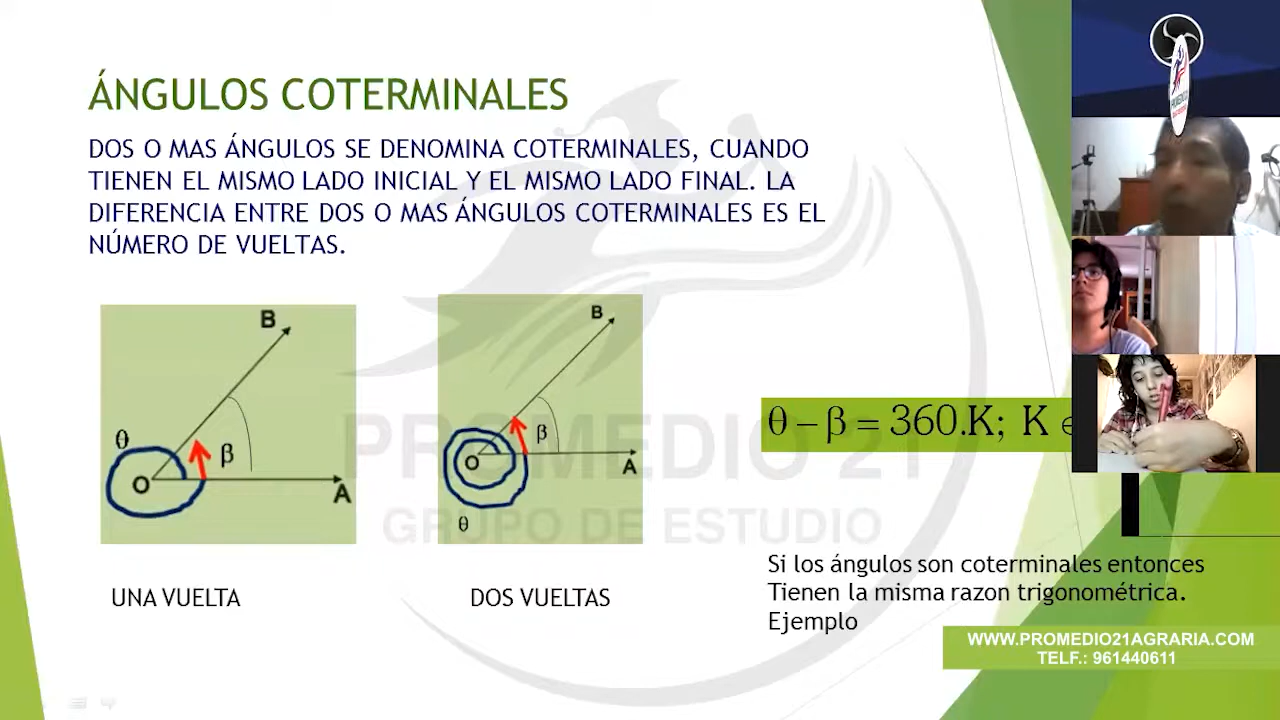 ÁNGULOS COTERMINALES
DOS O MAS ÁNGULOS SE DENOMINA COTERMINALES, CUANDO
TIENEN EL MISMO LADO INICIAL Y EL MISMO LADO FINAL. LA
DIFERENCIA ENTRE DOS O MAS ÁNGULOS COTERMINALES ES EL
NÚMERO DE VUELTAS.
B
θ
β
O
A
UNA VUELTA
B
β
O
A
θ
DOS VUELTAS
θ – β = 360.K; K
Si los ángulos son coterminales entonces
Tienen la misma razon trigonométrica.
Ejemplo
PROMEDIO 21
GRUPO DE ESTUDIO
WWW.PROMEDIO21AGRARIA.COM
TELF.: 961440611